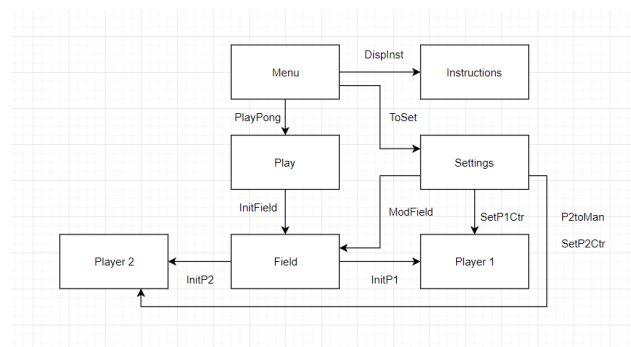 DispInst
Menu
Instructions
PlayPong
ToSet
Play
Settings
InitField
ModField
SetP1Ctr
P2toMan
SetP2Ctr
Player 2
Field
Player 1
InitP2
InitP1